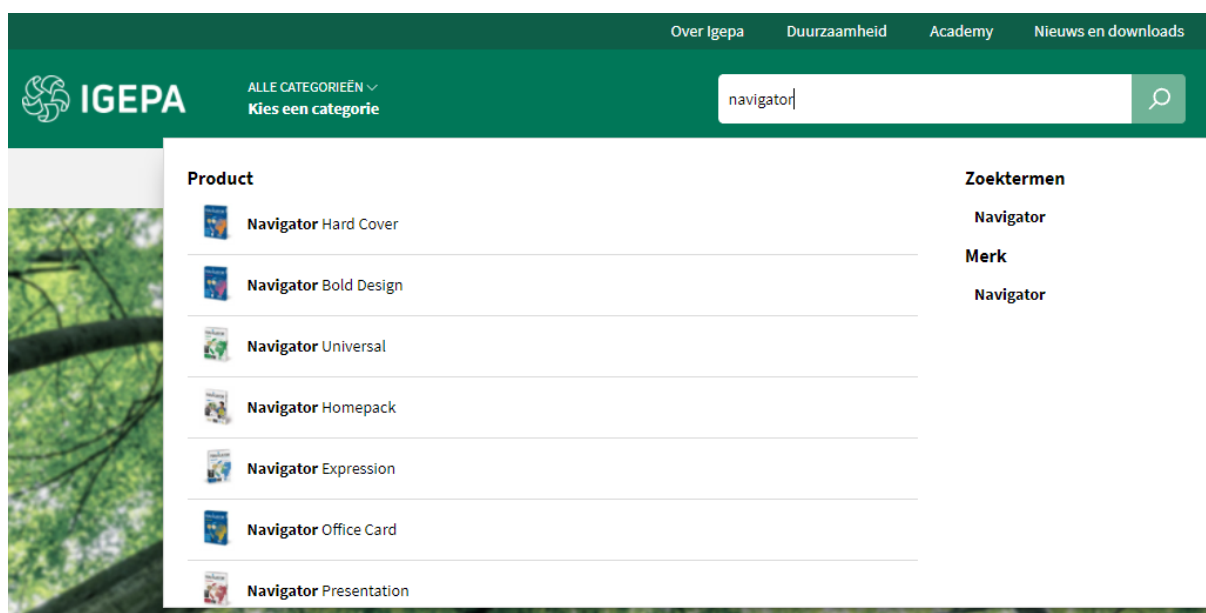 Over Igepa Duurzaamheid Academy Nieuws en downloads
IGEPA
ALLE CATEGORIEËN
Kies een categorie
navigator
Product
Navigator Hard Cover
Navigator Bold Design
Navigator Universal
Navigator Homepack
Navigator Expression
Navigator Office Card
Navigator Presentation
Zoektermen
Navigator
Merk
Navigator